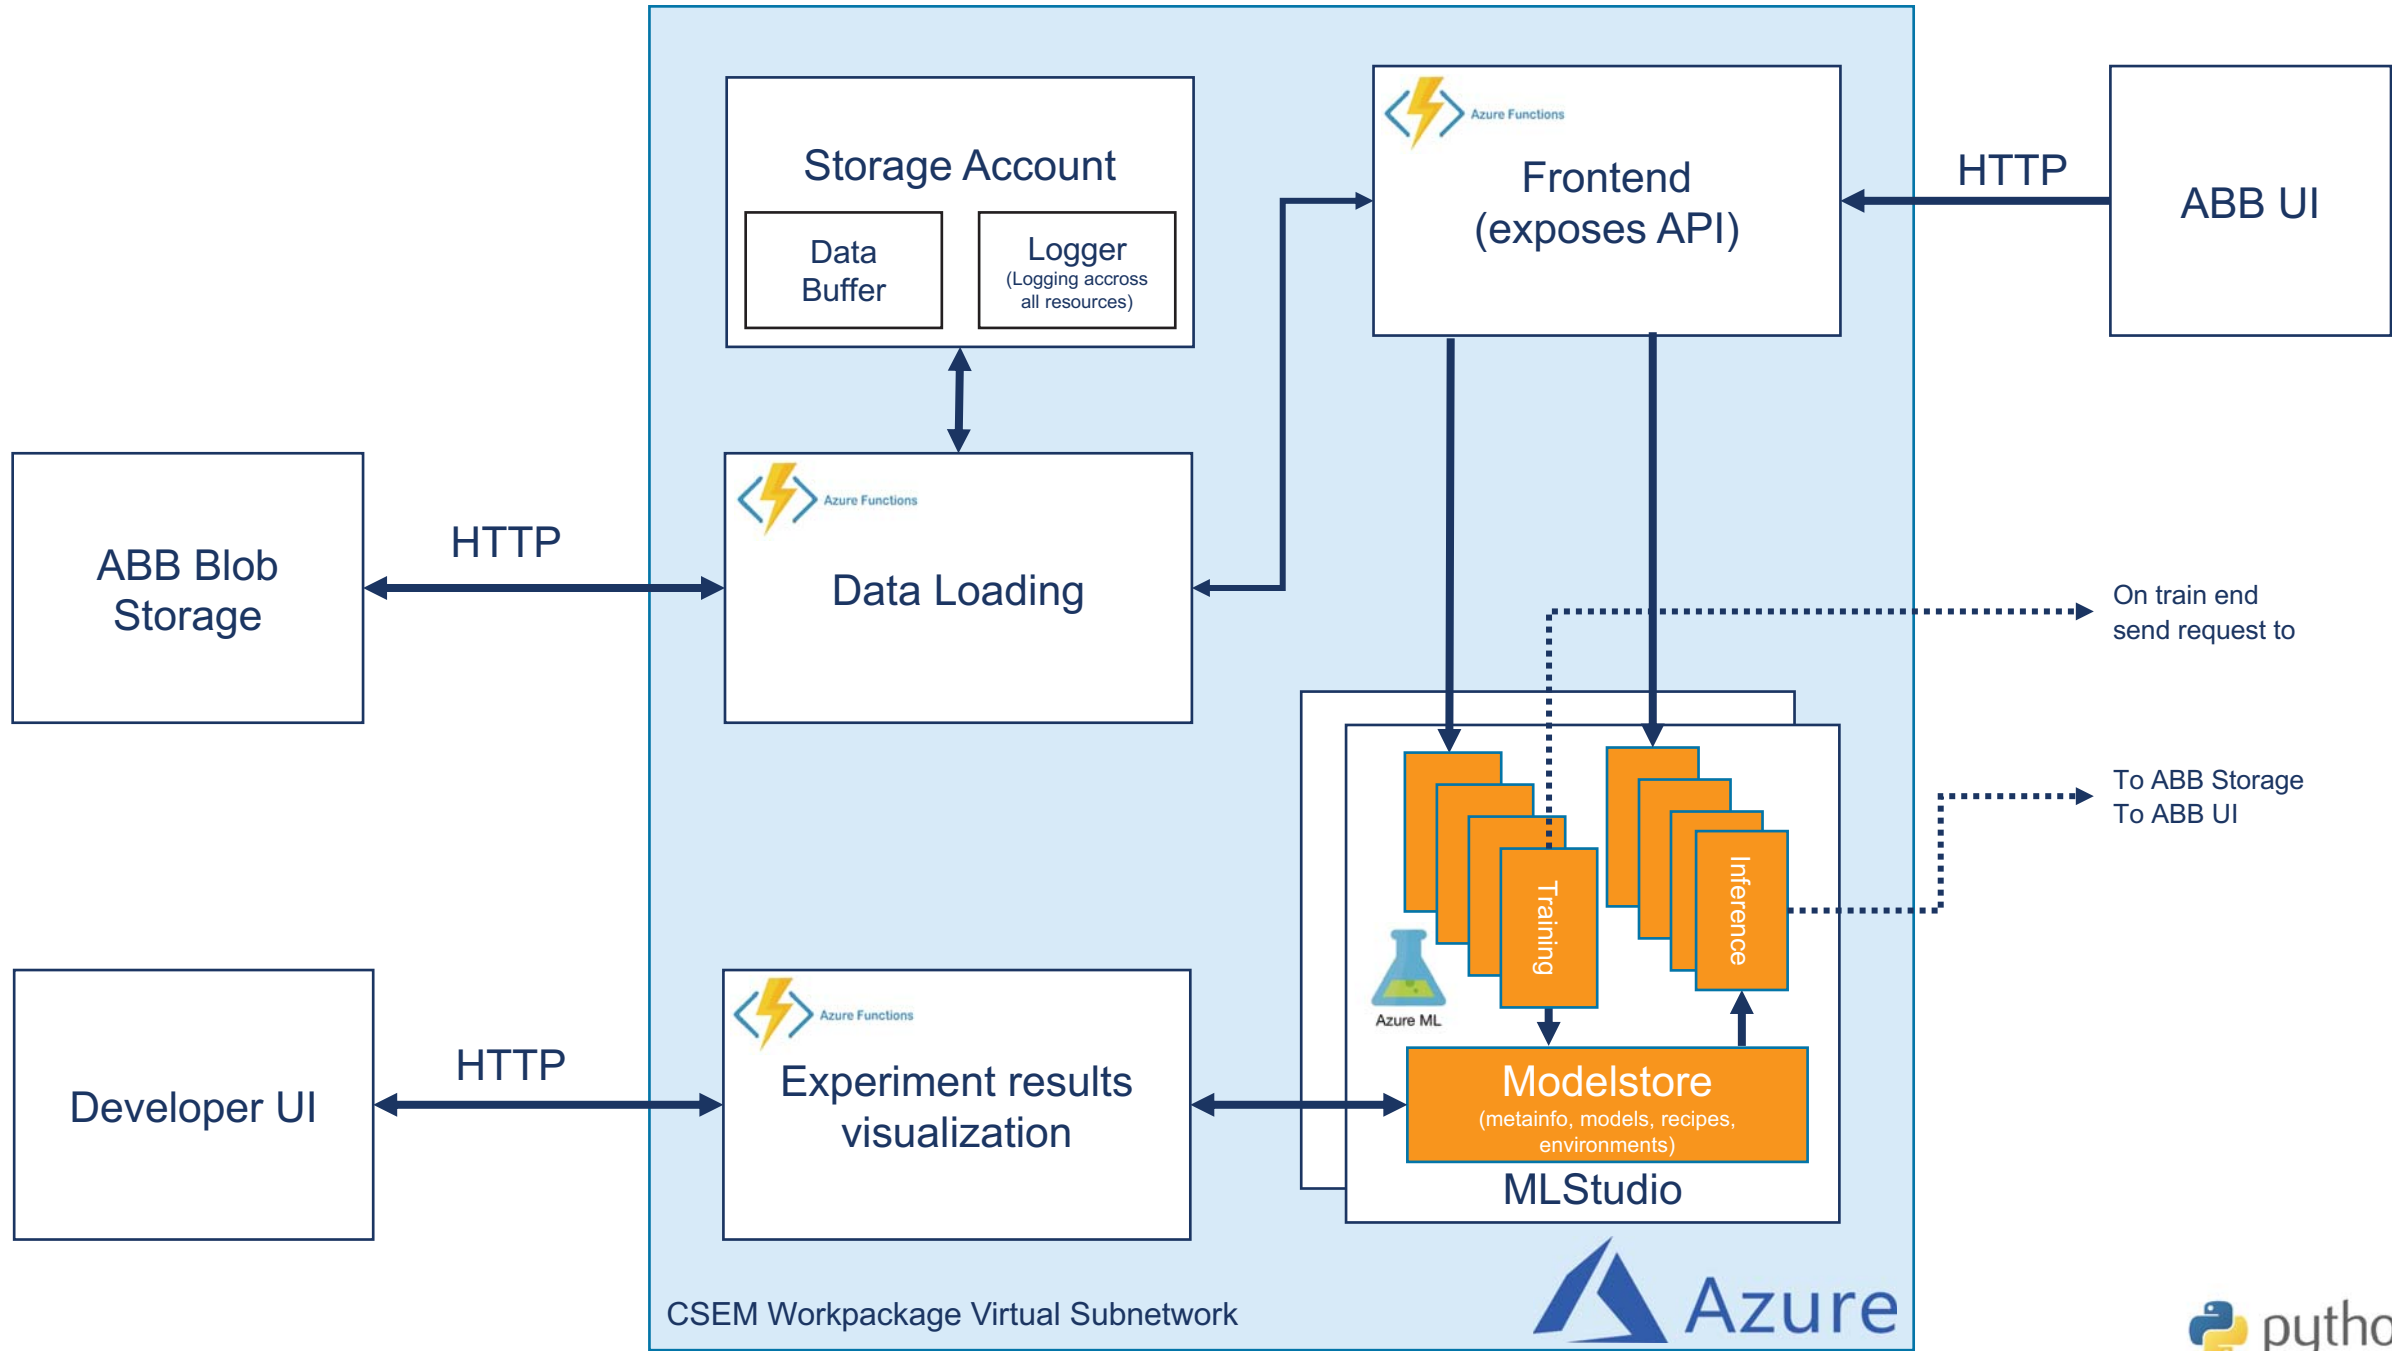 Storage Account
Data
Buffer
Logger
(Logging accross
all resources)
Azure Functions
Frontend
(exposes API)
HTTP
ABB UI
ABB Blob
Storage
HTTP
Azure Functions
Data Loading
On train end
send request to
To ABB Storage
To ABB UI
Training
Inference
Azure ML
Modelstore
(metainfo, models, recipes,
environments)
MLStudio
Developer UI
HTTP
Azure Functions
Experiment results
visualization
CSEM Workpackage Virtual Subnetwork
Azure
pytho